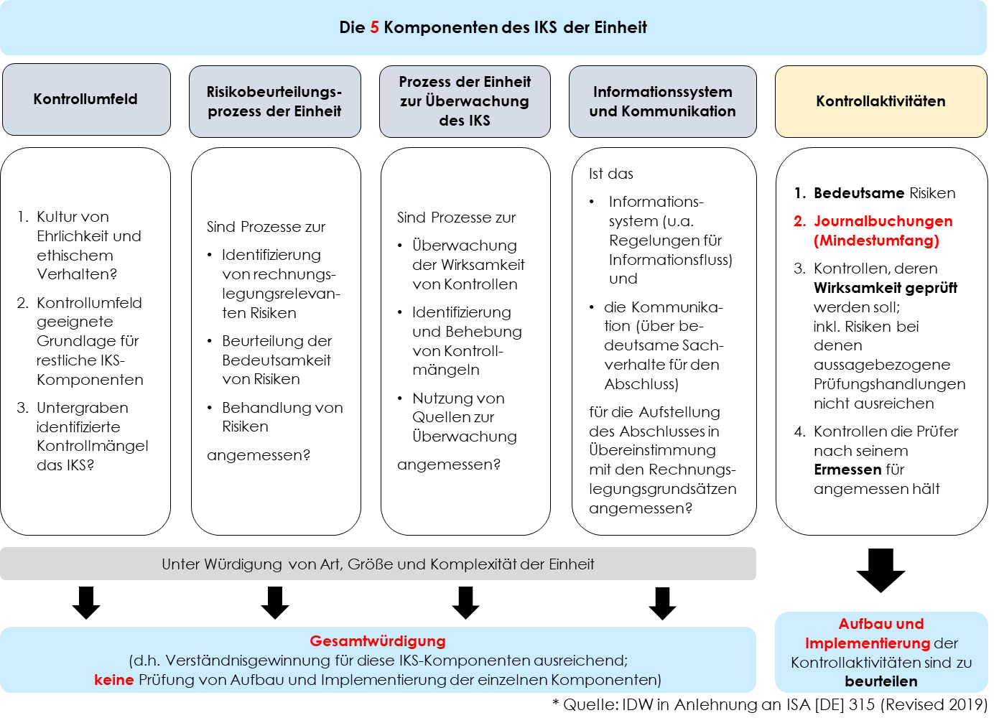 Die 5 Komponenten des IKS der Einheit
Kontrollumfeld
Risikobeurteilungs-
prozess der Einheit
Prozess der Einheit
zur Überwachung
des IKS
Informationssystem
und Kommunikation
Kontrollaktivitäten
1. Kultur von
Ehrlichkeit und
ethischem
Verhalten?
2. Kontrollumfeld
geeignete
Grundlage für
restliche IKS-
Komponenten
3. Untergraben
identifizierte
Kontrollmängel
das IKS?
Sind Prozesse zur
• Identifizierung
von rechnungs-
legungsrelevan-
ten Risiken
• Beurteilung der
Bedeutsamkeit
von Risiken
• Behandlung von
Risiken
angemessen?
Sind Prozesse zur
• Überwachung
der Wirksamkeit
von Kontrollen
• Identifizierung
und Behebung
von Kontroll-
mängeln
• Nutzung von
Quellen zur
Überwachung
angemessen?
Ist das
• Informations-
system (u.a.
Regelungen für
Informationsfluss)
und
• die Kommunika-
tion (über be-
deutsame Sach-
verhalte für den
Abschluss)
für die Aufstellung
des Abschlusses in
Übereinstimmung
mit den Rechnungs-
legungsgrundsätzen
angemessen?
1. Bedeutsame Risiken
2. Journalbuchungen
(Mindestumfang)
3. Kontrollen, deren
Wirksamkeit geprüft
werden soll;
inkl. Risiken bei
denen
aussagebezogene
Prüfungshandlungen
nicht ausreichen
4. Kontrollen die Prüfer
nach seinem
Ermessen für
angemessen hält
Unter Würdigung von Art, Größe und Komplexität der Einheit
Gesamtwürdigung
(d.h. Verständnisgewinnung für diese IKS-Komponenten ausreichend;
keine Prüfung von Aufbau und Implementierung der einzelnen Komponenten)
Aufbau und
Implementierung der
Kontrollaktivitäten sind zu
beurteilen
* Quelle: IDW in Anlehnung an ISA [DE] 315 (Revised 2019)